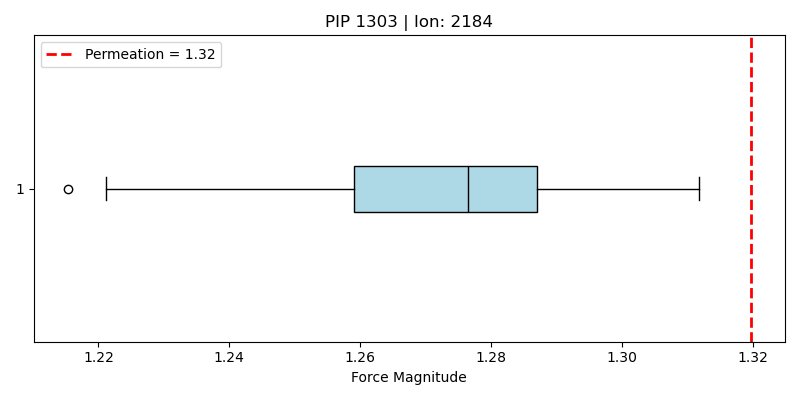 PIP 1303 | Ion: 2184
Permeation = 1.32
1
1.22 1.24 1.26 1.28 1.30 1.32
Force Magnitude